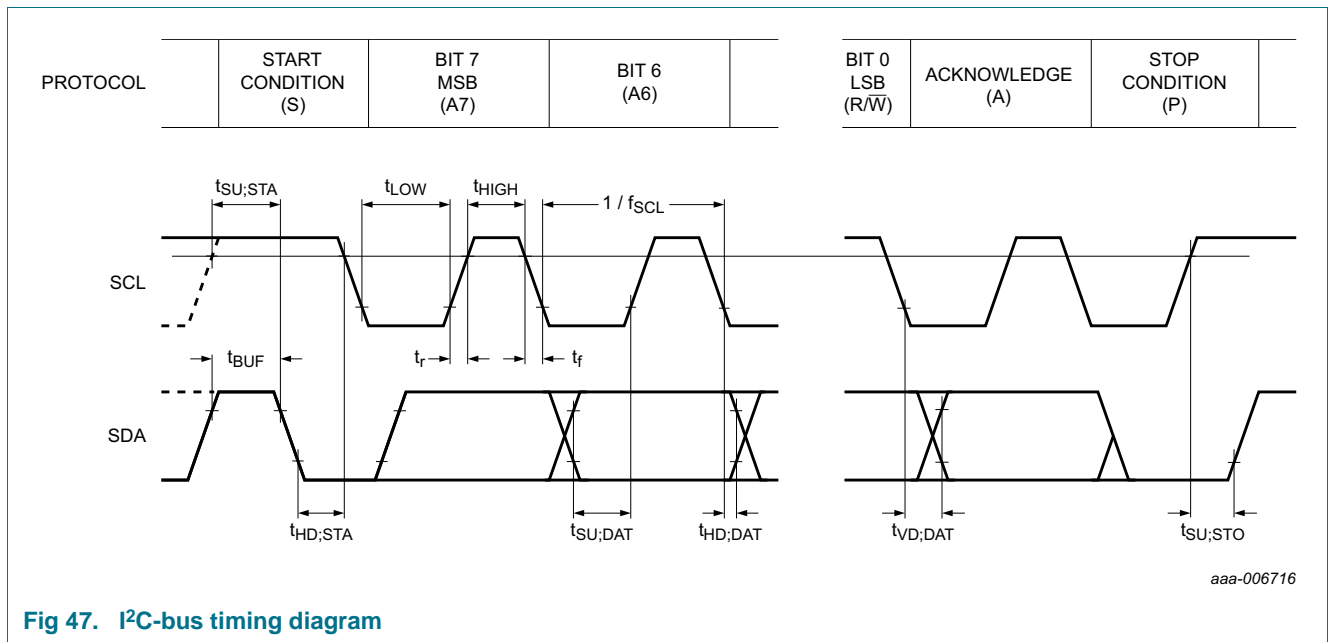 PROTOCOL
START
CONDITION
(S)
BIT 7
MSB
(A7)
BIT 6
(A6)
BIT 0
LSB
(R/W̅)
ACKNOWLEDGE
(A)
STOP
CONDITION
(P)
tSU;STA
tLOW
tHIGH
1 / fSCL
SCL
tBUF
tr
tf
SDA
tHD;STA
tSU;DAT
tHD;DAT
tVD;DAT
tSU;STO
aaa-006716
Fig 47. I²C-bus timing diagram